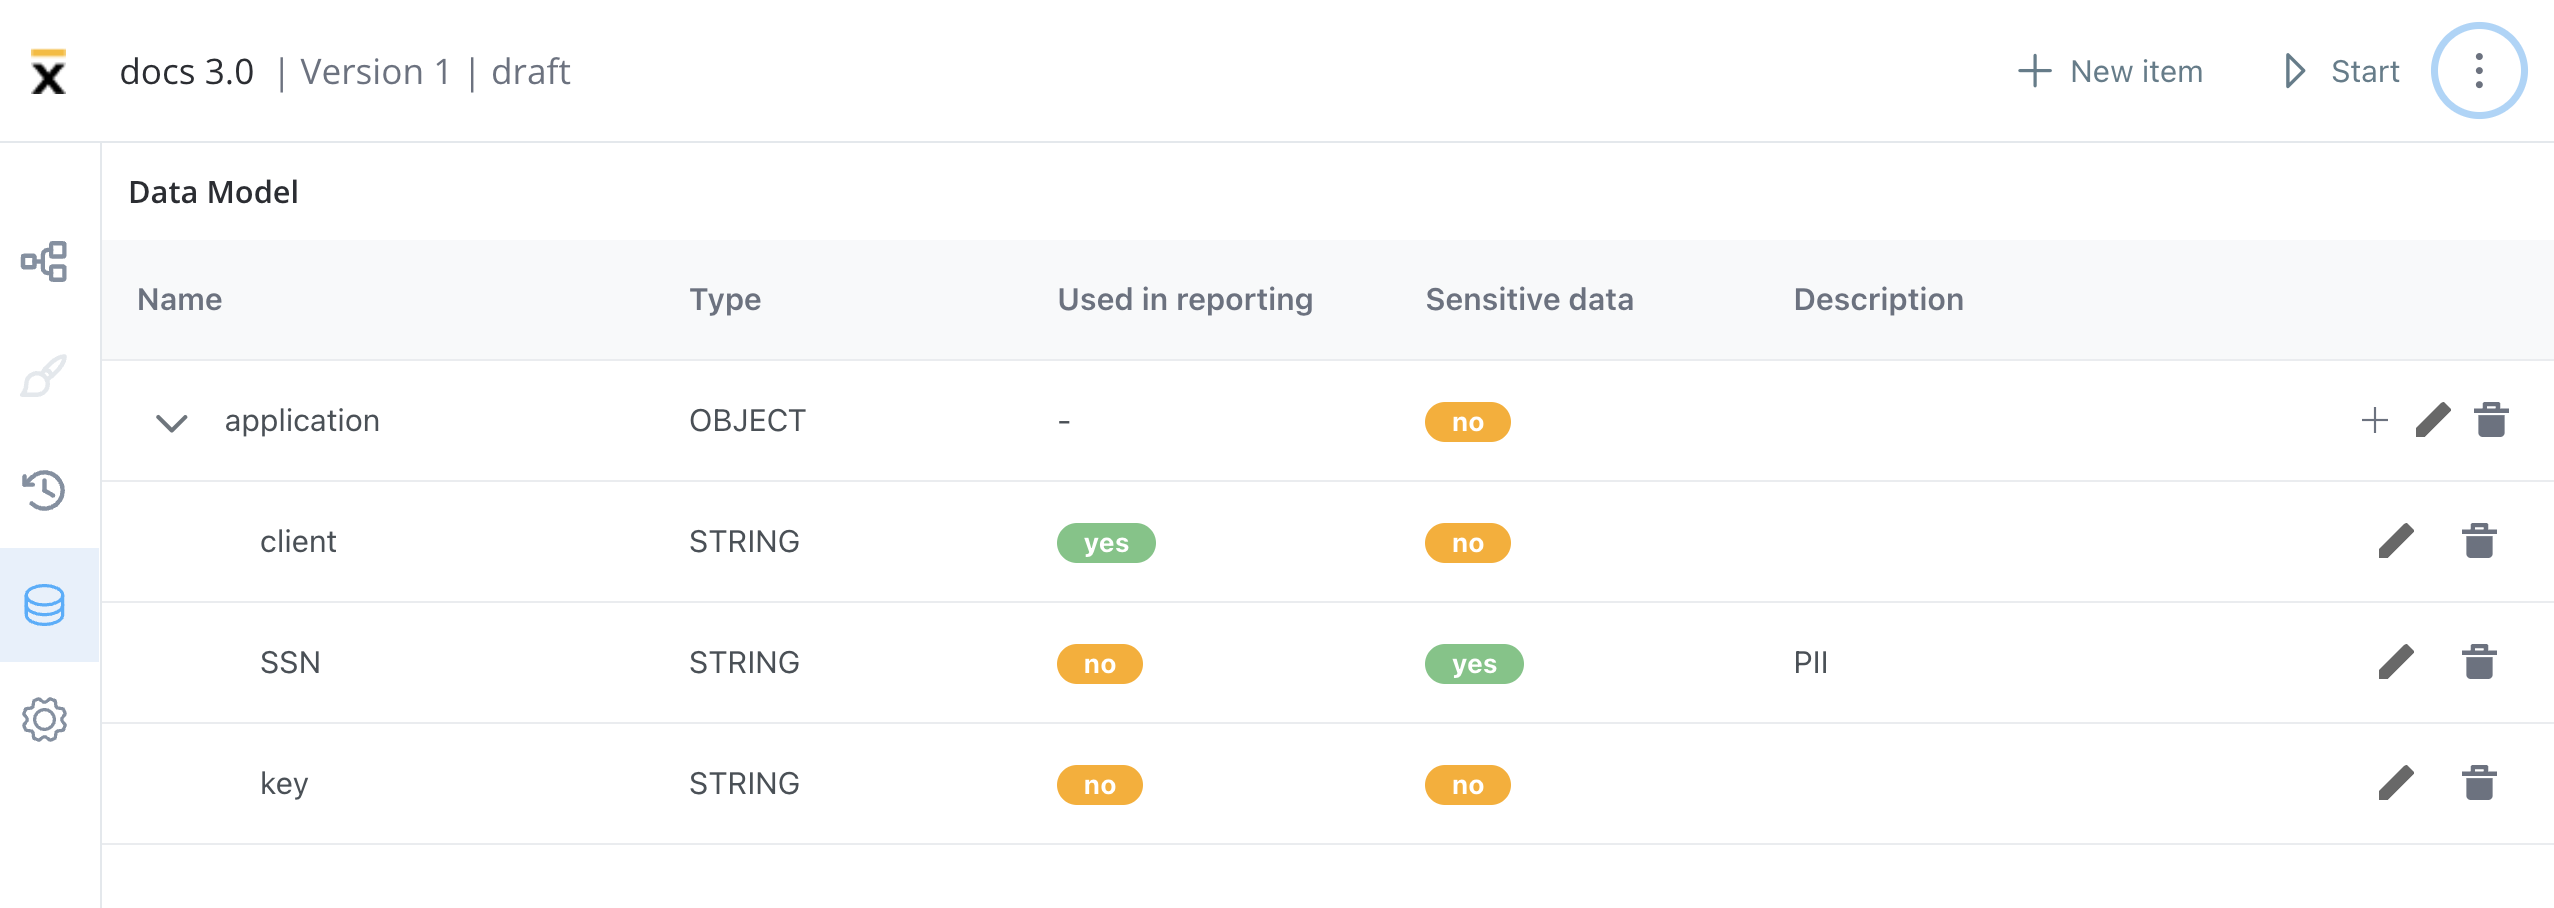 docs 3.0 | Version 1 | draft
New item
Start
Data Model
Name Type Used in reporting Sensitive data Description
application OBJECT - no
client STRING yes no
SSN STRING no yes PII
key STRING no no